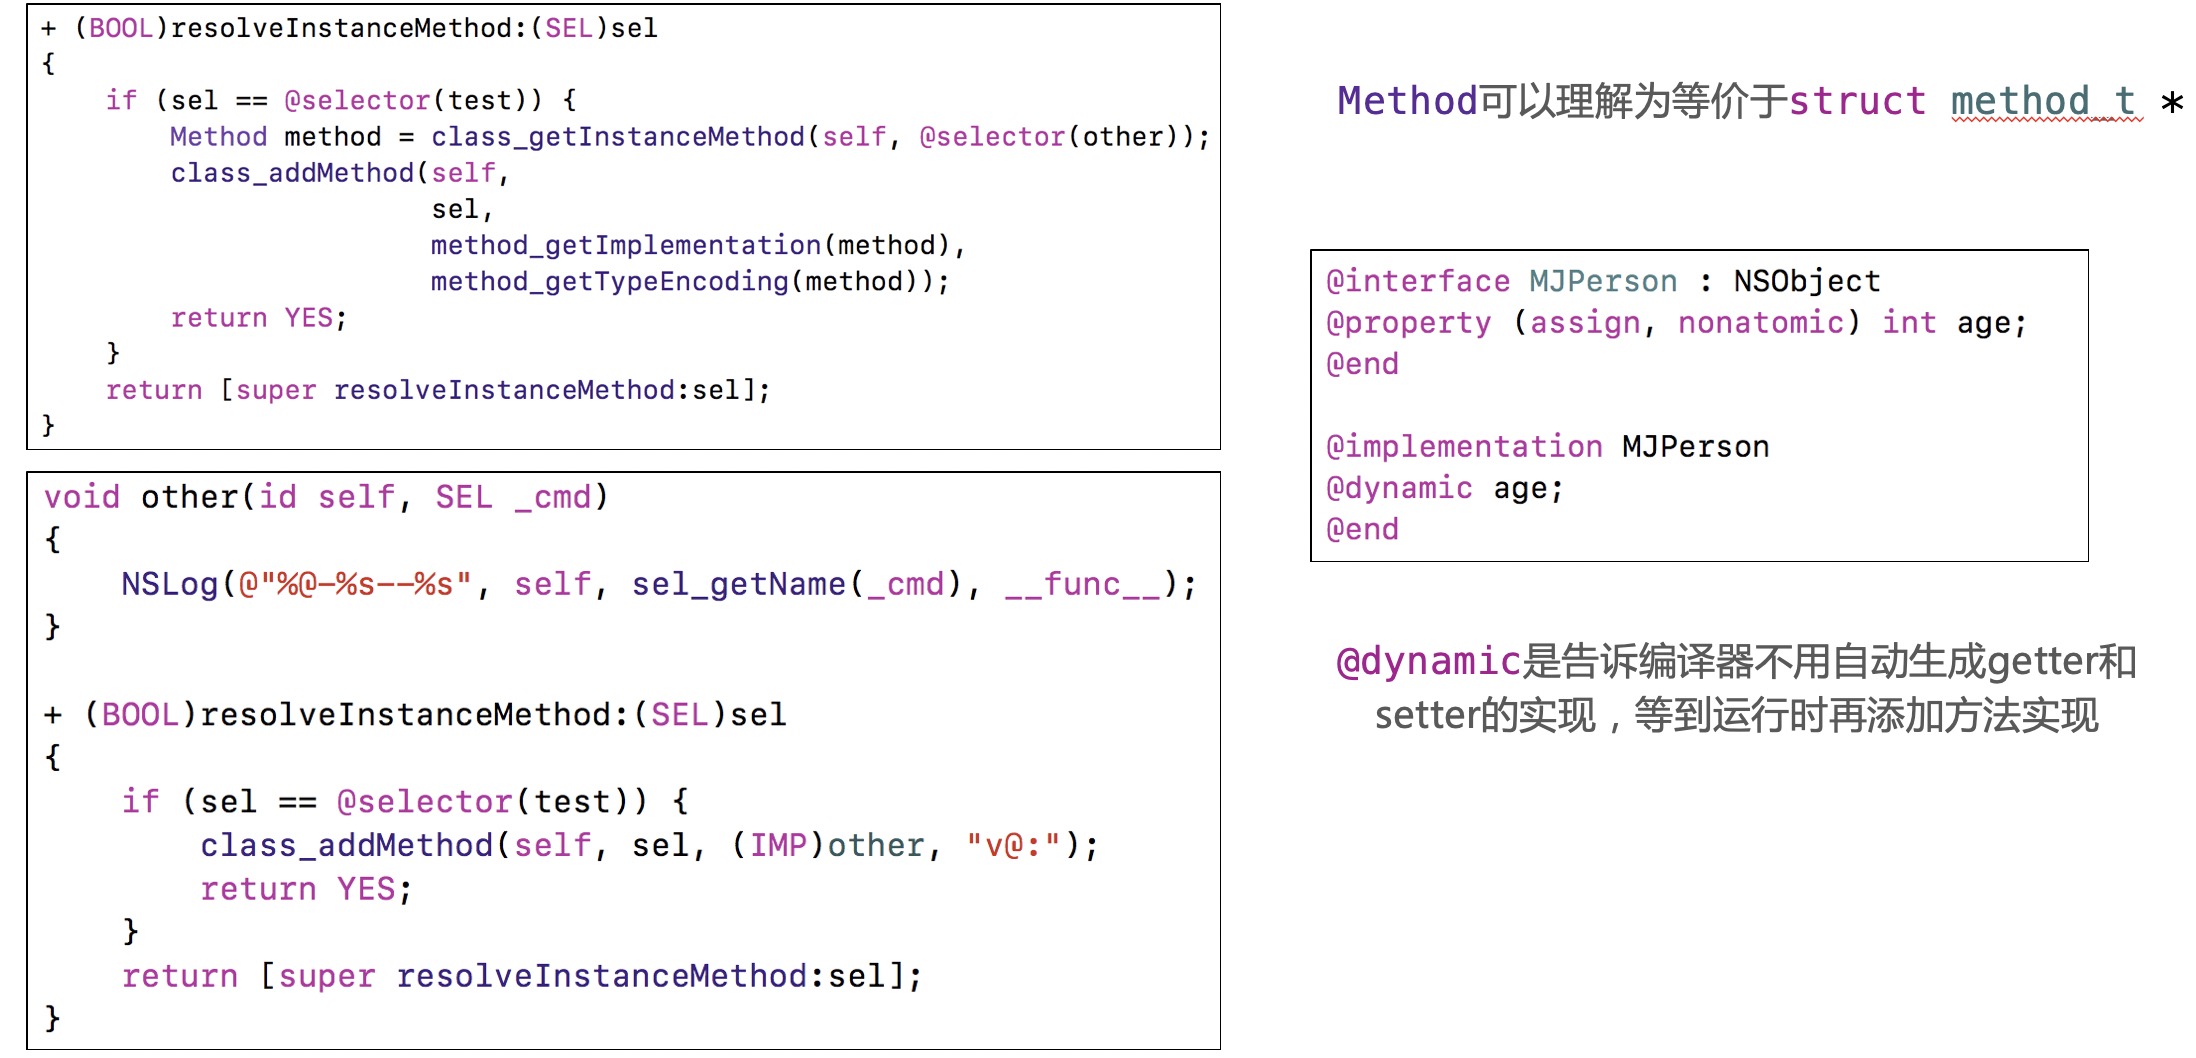 + (BOOL)resolveInstanceMethod:(SEL)sel
{
    if (sel == @selector(test)) {
        Method method = class_getInstanceMethod(self, @selector(other));
        class_addMethod(self,
                        sel,
                        method_getImplementation(method),
                        method_getTypeEncoding(method));
        return YES;
    }
    return [super resolveInstanceMethod:sel];
}
void other(id self, SEL _cmd)
{
    NSLog(@"%@-%s--%s", self, sel_getName(_cmd), __func__);
}
+ (BOOL)resolveInstanceMethod:(SEL)sel
{
    if (sel == @selector(test)) {
        class_addMethod(self, sel, (IMP)other, "v@:");
        return YES;
    }
    return [super resolveInstanceMethod:sel];
}
Method可以理解为等价于struct method_t *
@interface MJPerson : NSObject
@property (assign, nonatomic) int age;
@end
@implementation MJPerson
@dynamic age;
@end
@dynamic是告诉编译器不用自动生成getter和
setter的实现，等到运行时再添加方法实现